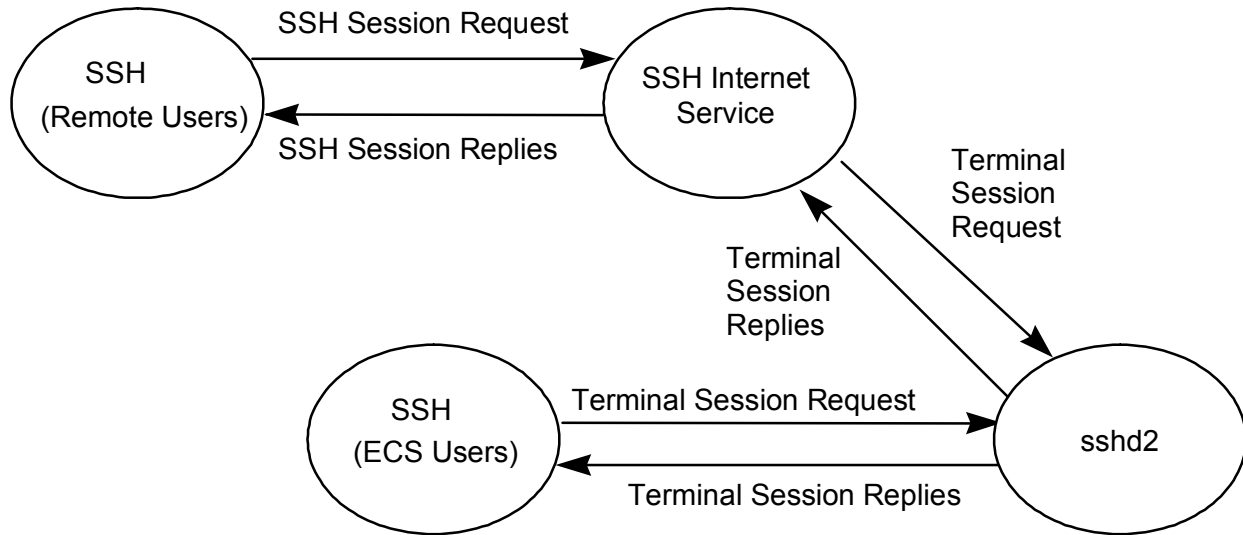 SSH Session Request
SSH
(Remote Users)
SSH Internet
Service
SSH Session Replies
Terminal
Session
Request
Terminal
Session
Replies
SSH
(ECS Users)
Terminal Session Request
sshd2
Terminal Session Replies